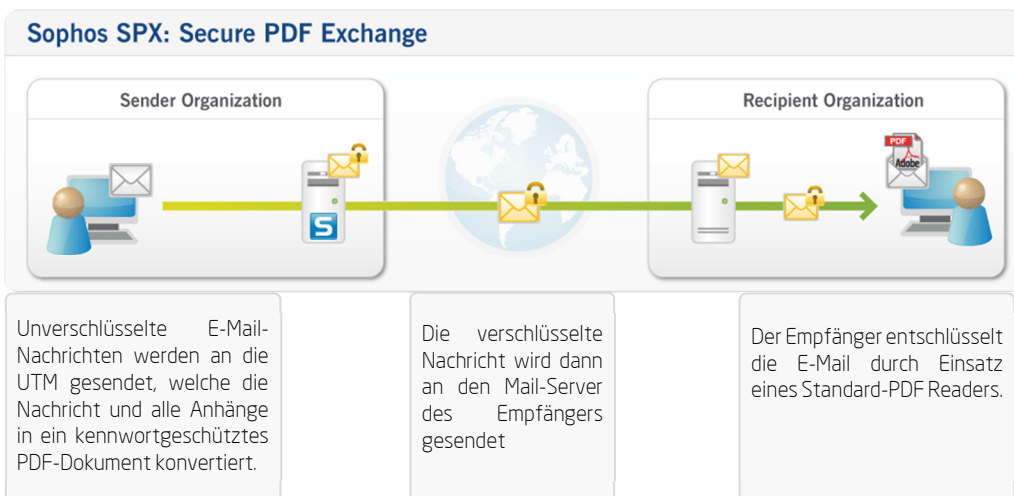 Sophos SPX: Secure PDF Exchange
Sender Organization
Recipient Organization
PDF
Adobe
S
Unverschlüsselte E-Mail-
Nachrichten werden an die
UTM gesendet, welche die
Nachricht und alle Anhänge
in ein kennwortgeschütztes
PDF-Dokument konvertiert.
Die verschlüsselte
Nachricht wird dann
an den Mail-Server
des Empfängers
gesendet
Der Empfänger entschlüsselt
die E-Mail durch Einsatz
eines Standard-PDF Readers.